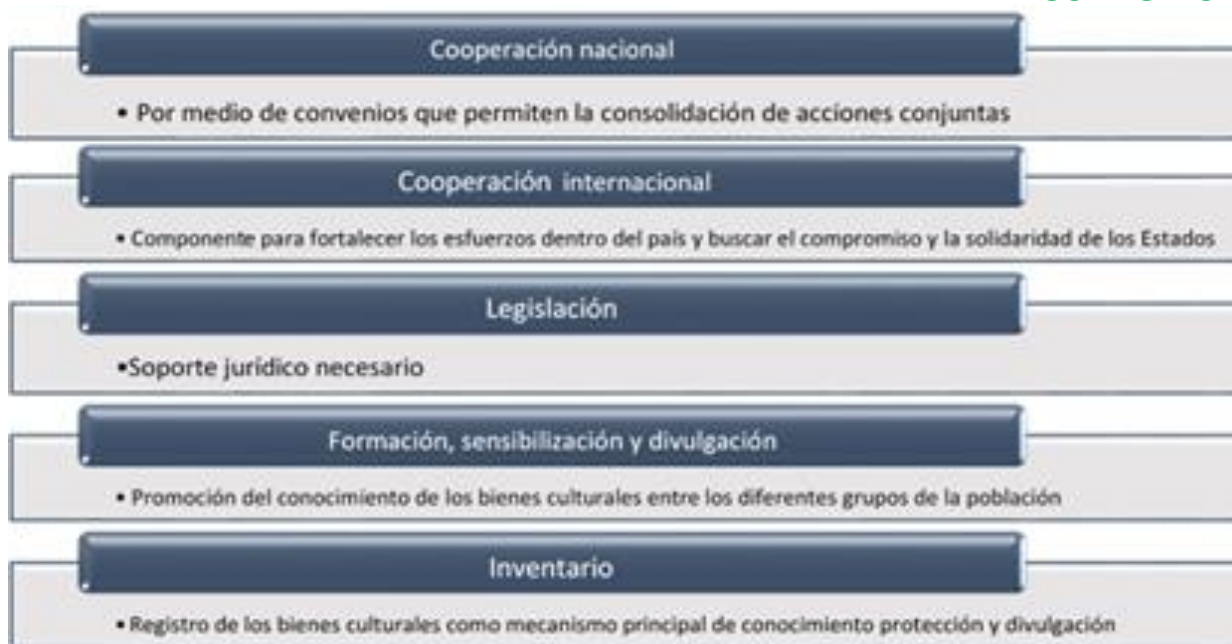 Cooperación nacional
• Por medio de convenios que permiten la consolidación de acciones conjuntas
Cooperación internacional
• Componente para fortalecer los esfuerzos dentro del país y buscar el compromiso y la solidaridad de los Estados
Legislación
•Soporte jurídico necesario
Formación, sensibilización y divulgación
• Promoción del conocimiento de los bienes culturales entre los diferentes grupos de la población
Inventario
• Registro de los bienes culturales como mecanismo principal de conocimiento protección y divulgación